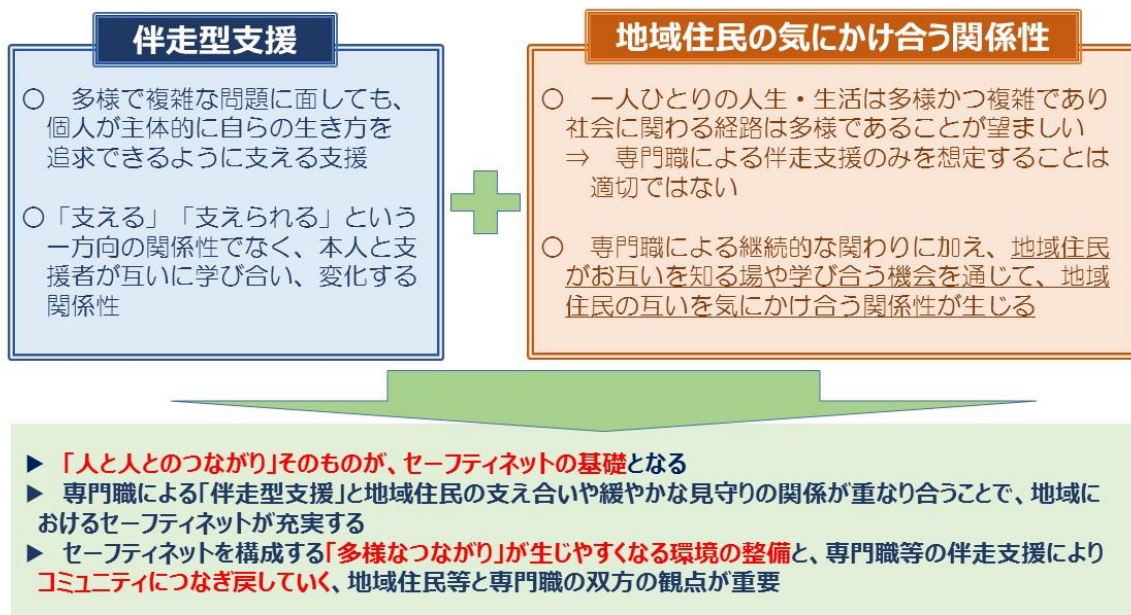 伴走型支援
○　多様で複雑な問題に面しても、
個人が主体的に自らの生き方を
追求できるように支える支援
○「支える」「支えられる」という
一方向の関係性でなく、本人と支
援者が互いに学び合い、変化する
関係性
地域住民の気にかけ合う関係性
○　一人ひとりの人生・生活は多様かつ複雑であり
社会に関わる経路は多様であることが望ましい
⇒　専門職による伴走支援のみを想定することは
適切ではない
○　専門職による継続的な関わりに加え、地域住民
がお互いを知る場や学び合う機会を通じて、地域
住民の互いを気にかけ合う関係性が生じる
▶　「人と人とのつながり」そのものが、セーフティネットの基礎となる
▶　専門職による「伴走型支援」と地域住民の支え合いや緩やかな見守りの関係が重なり合うことで、地域に
おけるセーフティネットが充実する
▶　セーフティネットを構成する「多様なつながり」が生じやすくなる環境の整備と、専門職等の伴走支援により
コミュニティにつなぎ戻していく、地域住民等と専門職の双方の観点が重要